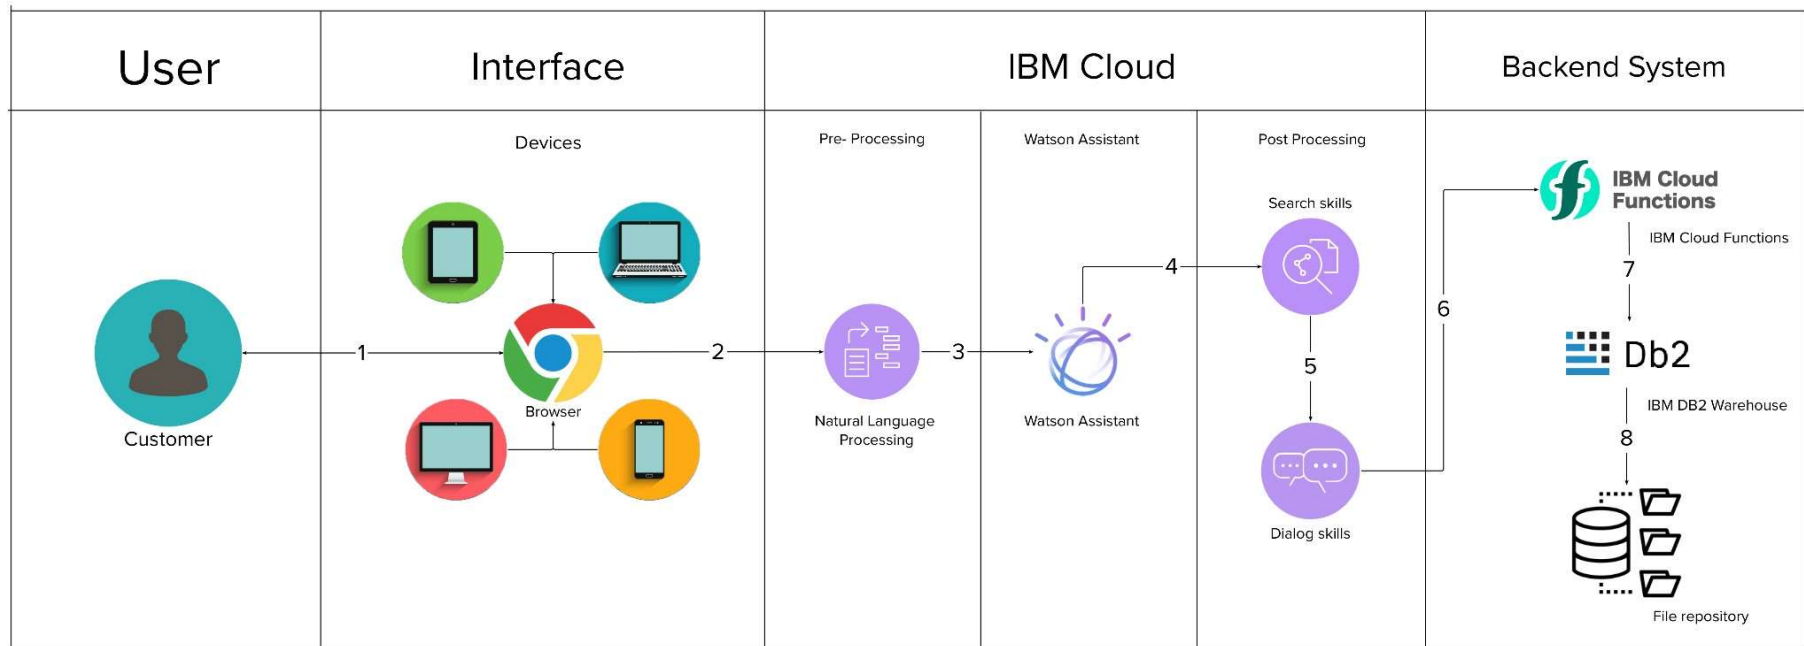 User
Interface
IBM Cloud
Backend System
Devices
Pre- Processing
Watson Assistant
Post Processing
Search skills
IBM Cloud
Functions
IBM Cloud Functions
4
7
6
1
2
3
5
Db2
Browser
IBM DB2 Warehouse
Customer
Natural Language
Processing
Watson Assistant
8
Dialog skills
File repository